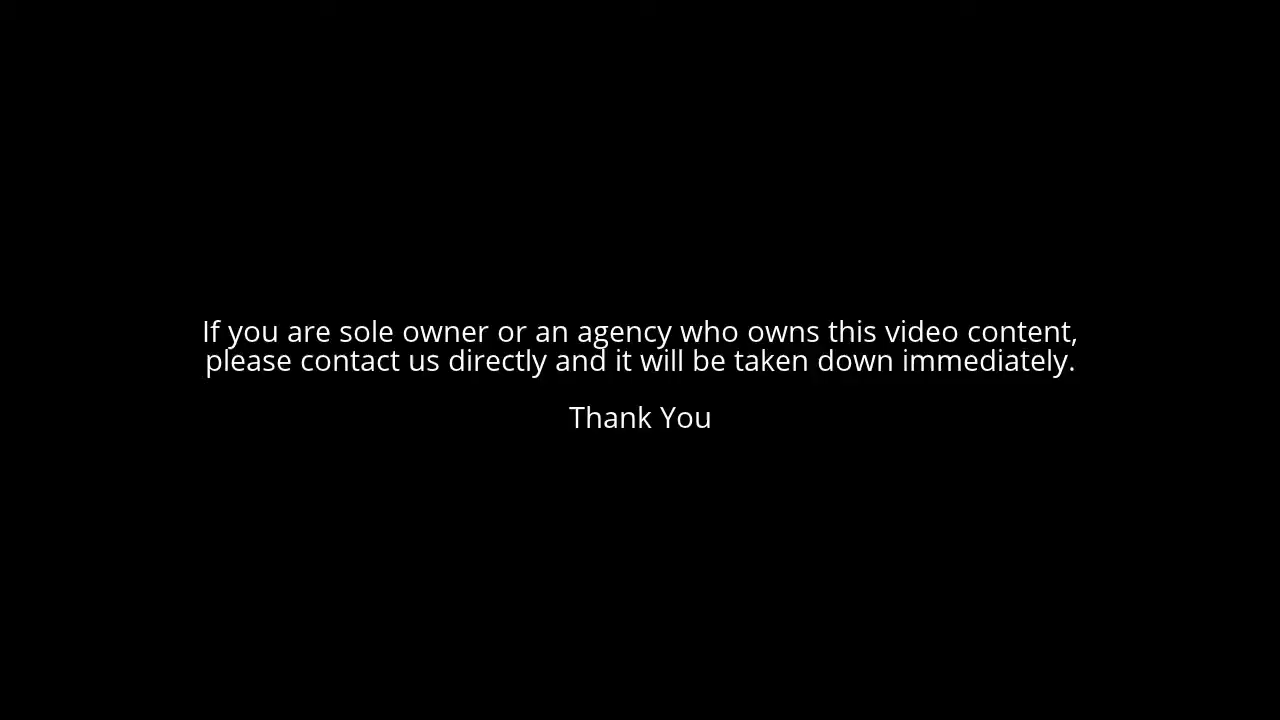 If you are sole owner or an agency who owns this video content,
please contact us directly and it will be taken down immediately.
Thank You